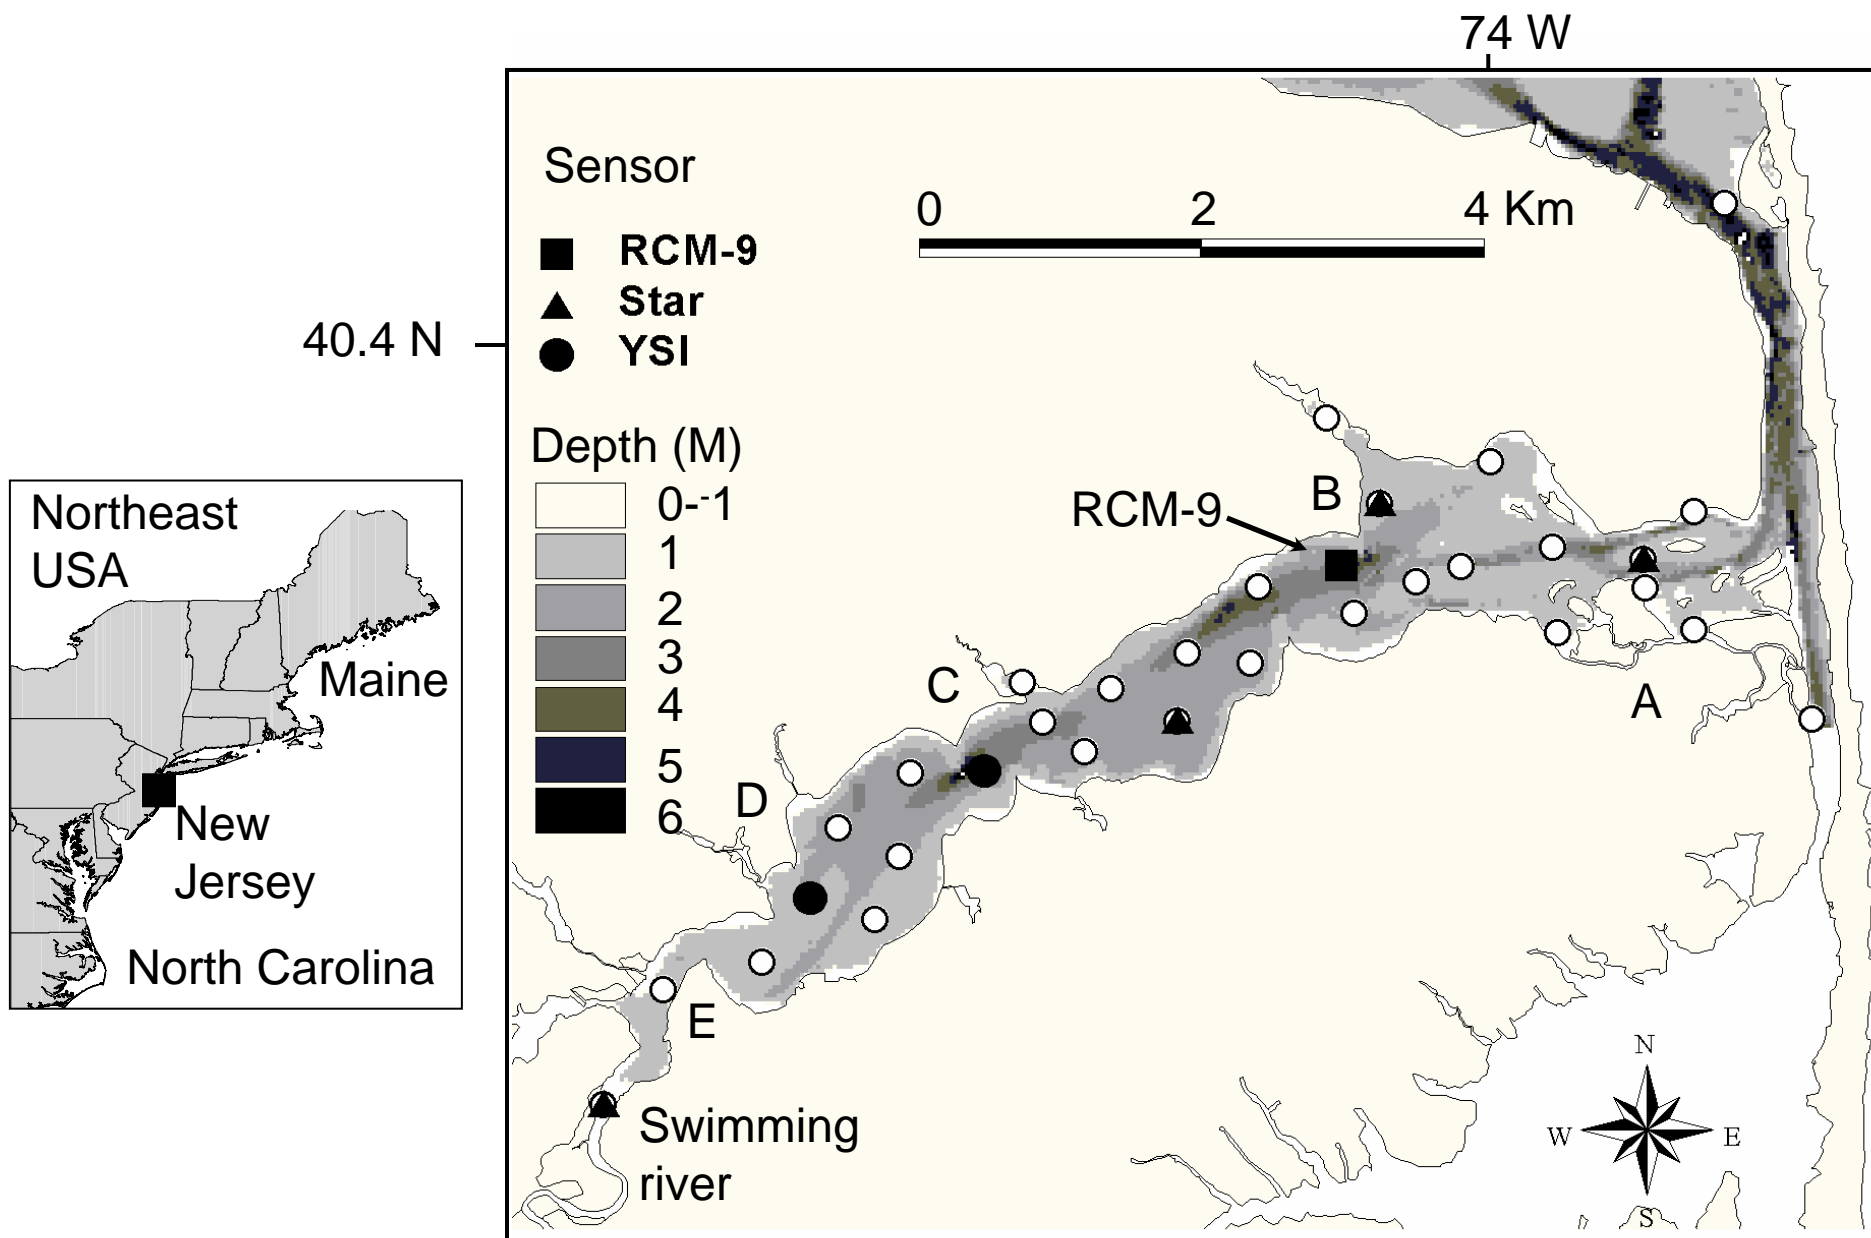 74 W
Sensor
RCM-9
Star
YSI
0 2 4 Km
40.4 N
Depth (M)
0--1
1
2
3
4
5
6
RCM-9
B
C
A
D
E
Swimming
river
Northeast
USA
Maine
New
Jersey
North Carolina
N
W E
S